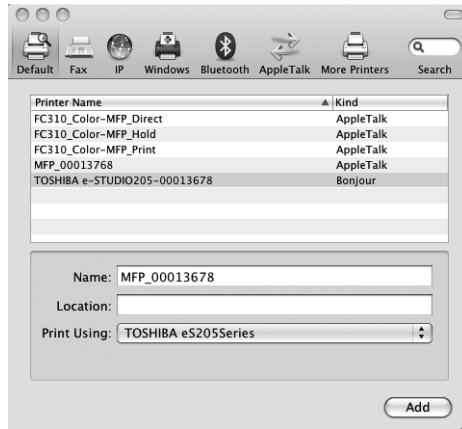 Default Fax IP Windows Bluetooth AppleTalk More Printers Search
Printer Name Kind
FC310_Color-MFP_Direct AppleTalk
FC310_Color-MFP_Hold AppleTalk
FC310_Color-MFP_Print AppleTalk
MFP_00013768 AppleTalk
TOSHIBA e-STUDIO205-00013678 Bonjour
Name: MFP_00013678
Location:
Print Using: TOSHIBA eS205Series
Add